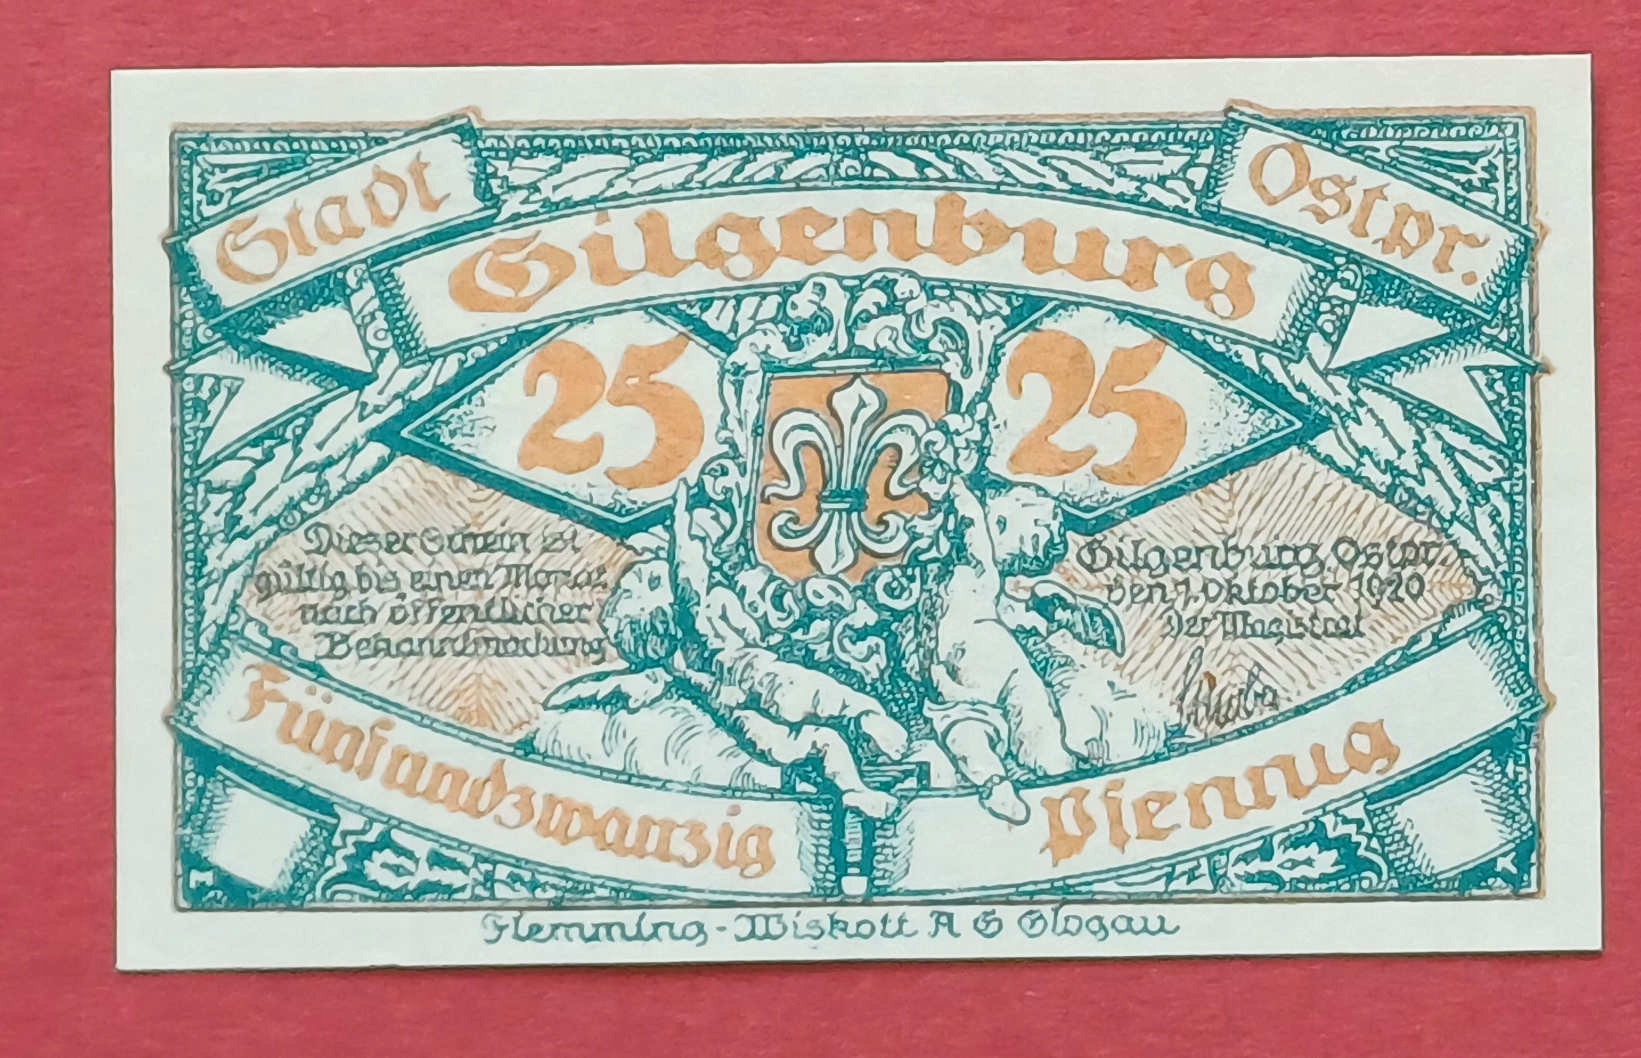 Stadt
Gilgenburg
Ostpr.
25
25
Dieser Schein ist
gültig bis einen Monat
nach öffentlicher
Bekanntmachung
Gilgenburg, Ostpr.
den 1. Oktober 1920
Der Magistrat
Fünfundzwanzig
Pfennig
Flemming-Wiskott A G Glogau